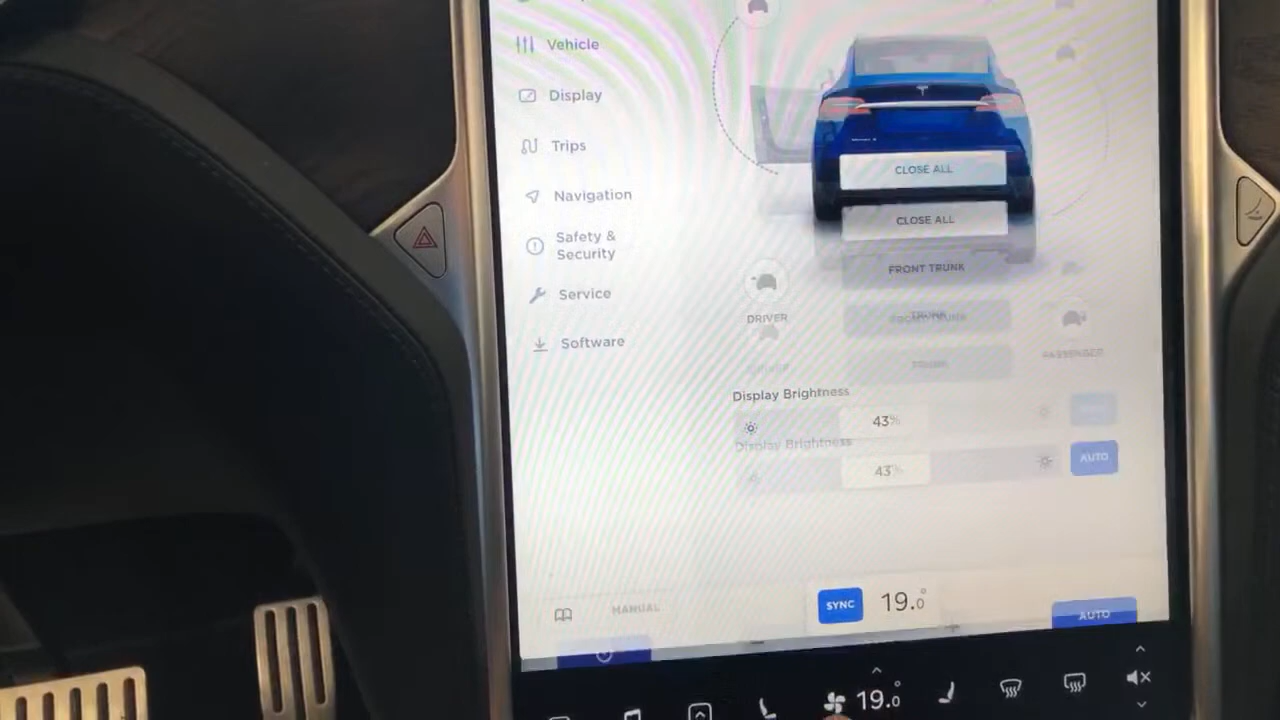 Vehicle
Display
Trips
Navigation
Safety &
Security
Service
Software
CLOSE ALL
CLOSE ALL
FRONT TRUNK
DRIVER
TRUNK
TRUNK
PASSENGER
Display Brightness
43%
AUTO
Display Brightness
43%
MANUAL
SYNC
19.0°
AUTO
19.0°